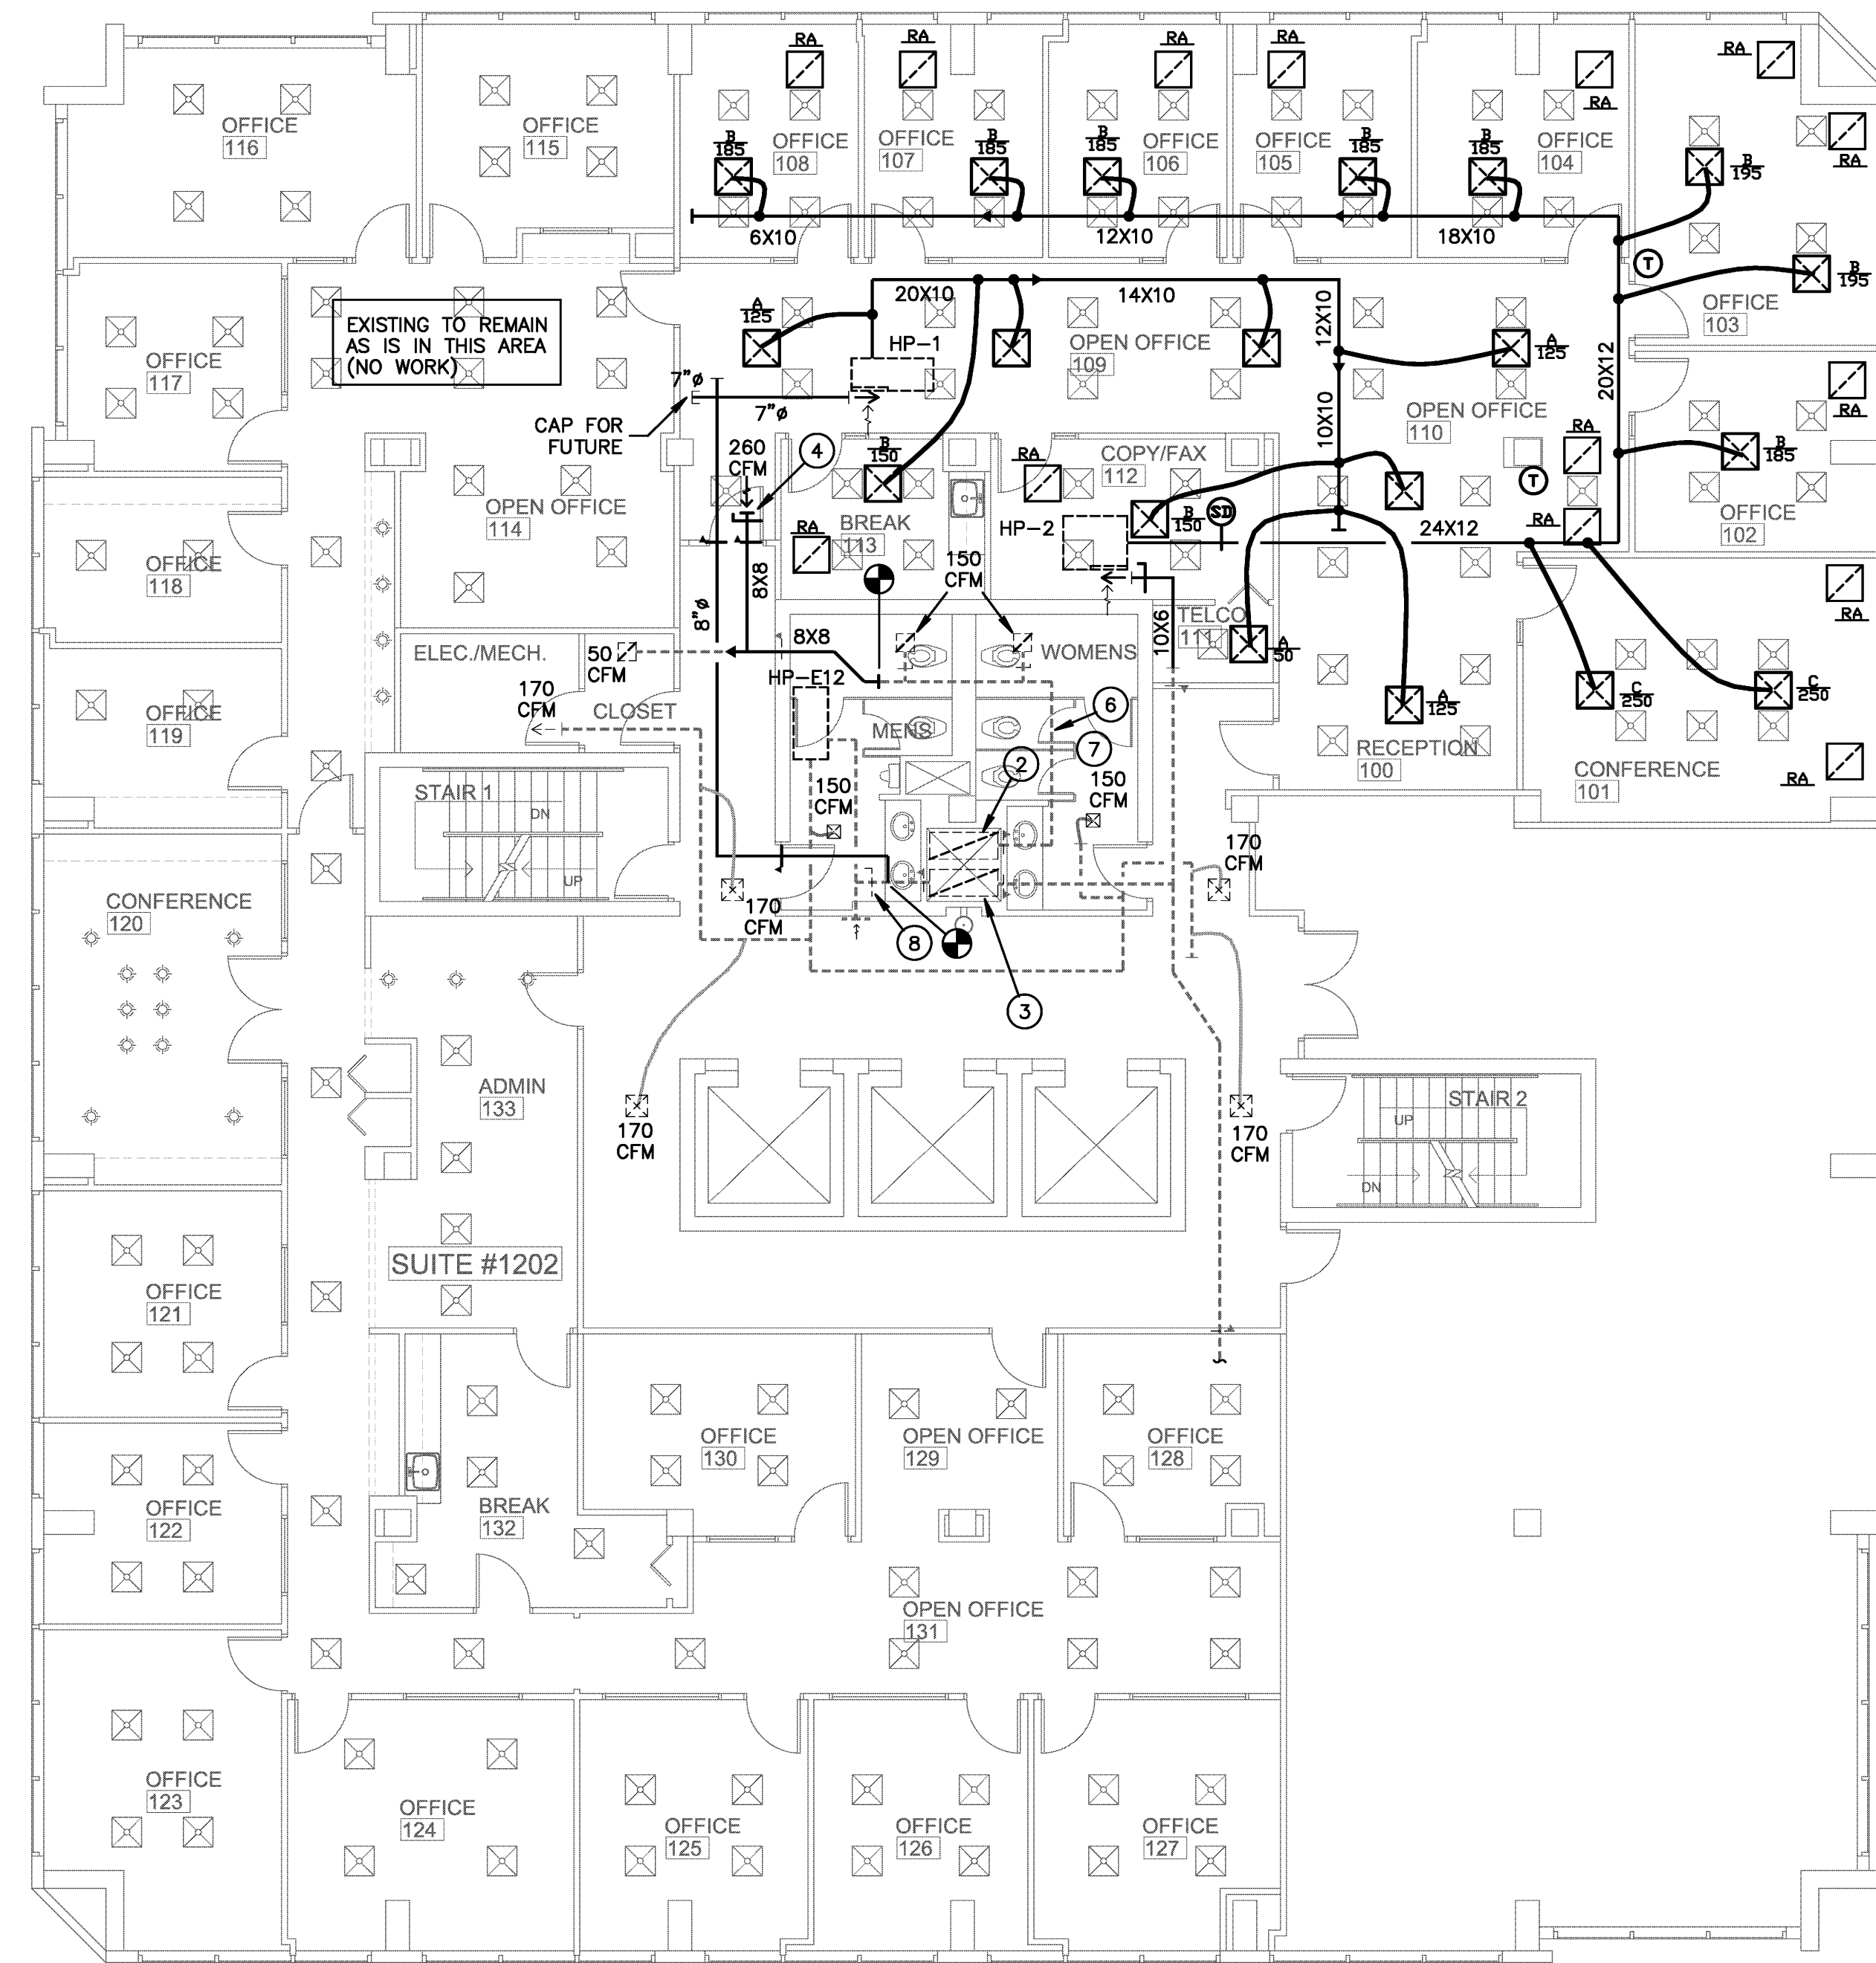 RA
RA
RA
RA
RA
RA
RA
OFFICE
116
OFFICE
115
B
185
OFFICE
108
OFFICE
107
B
185
B
185
OFFICE
106
OFFICE
105
B
185
B
185
OFFICE
104
B
195
6X10
12X10
18X10
T
B
195
OFFICE
103
EXISTING TO REMAIN
AS IS IN THIS AREA
(NO WORK)
OFFICE
117
A
125
20X10
14X10
12X10
HP-1
OPEN OFFICE
109
A
125
20X12
7"ø
7"ø
CAP FOR
FUTURE
10X10
OPEN OFFICE
110
RA
RA
260
CFM
4
B
150
RA
COPY/FAX
112
T
B
185
OPEN OFFICE
114
RA
BREAK
113
HP-2
B
150
SD
24X12
RA
OFFICE
102
OFFICE
118
8"ø
8X8
150
CFM
10X6
TELCO
111
RA
ELEC./MECH.
50
CFM
8X8
WOMENS
A
50
HP-E12
170
CFM
CLOSET
OFFICE
119
MENS
6
7
2
A
125
C
250
C
250
RECEPTION
100
CONFERENCE
101
RA
STAIR 1
DN
UP
150
CFM
150
CFM
170
CFM
CONFERENCE
120
170
CFM
8
3
ADMIN
133
170
CFM
170
CFM
STAIR 2
UP
DN
SUITE #1202
OFFICE
121
OFFICE
130
OPEN OFFICE
129
OFFICE
128
OFFICE
122
BREAK
132
OPEN OFFICE
131
OFFICE
123
OFFICE
124
OFFICE
125
OFFICE
126
OFFICE
127